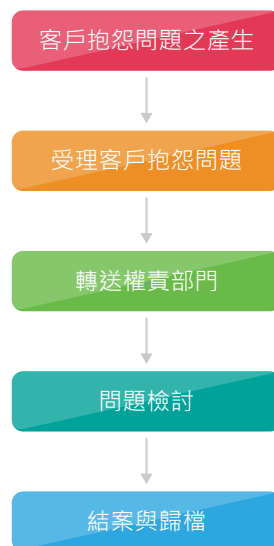 客戶抱怨問題之產生
受理客戶抱怨問題
轉送權責部門
問題檢討
結案與歸檔